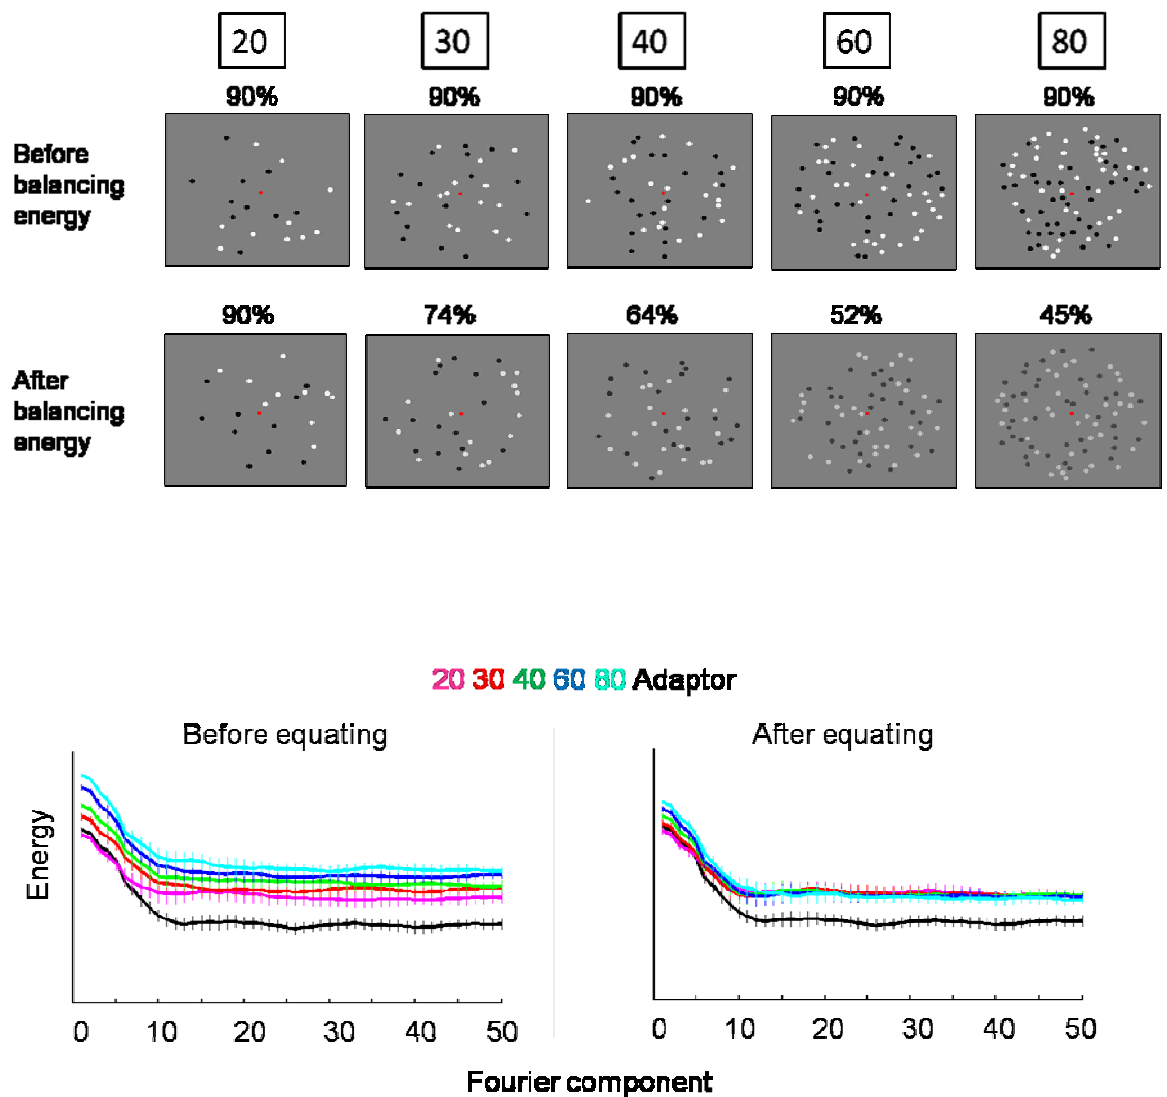 20 30 40 60 80
90% 90% 90% 90% 90%
Before
balancing
energy
90% 74% 64% 52% 45%
After
balancing
energy
20 30 40 60 80 Adaptor
Before equating
After equating
Energy
0 10 20 30 40 50
0 10 20 30 40 50
Fourier component